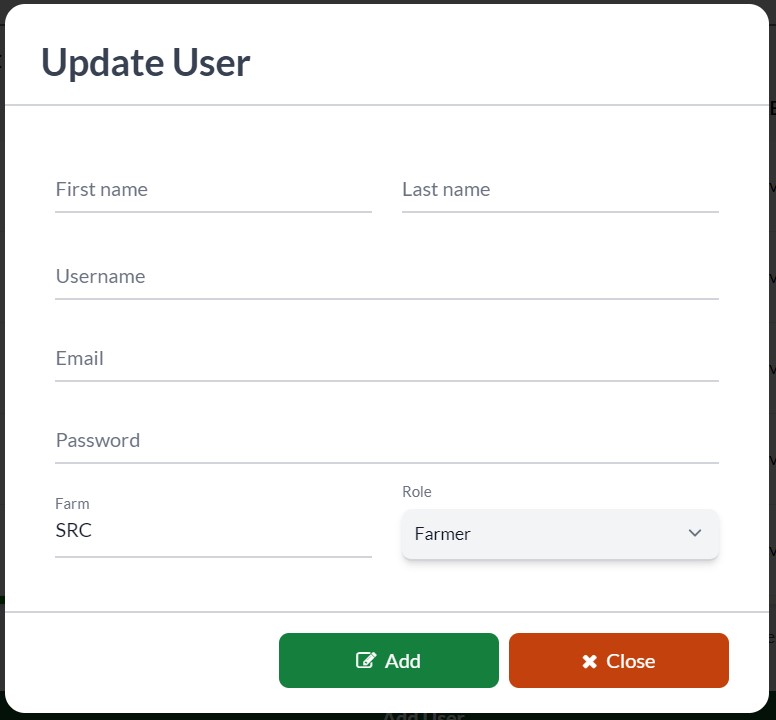 Update User
First name Last name
Username
Email
Password
Farm Role
SRC Farmer
Add Close
Add User